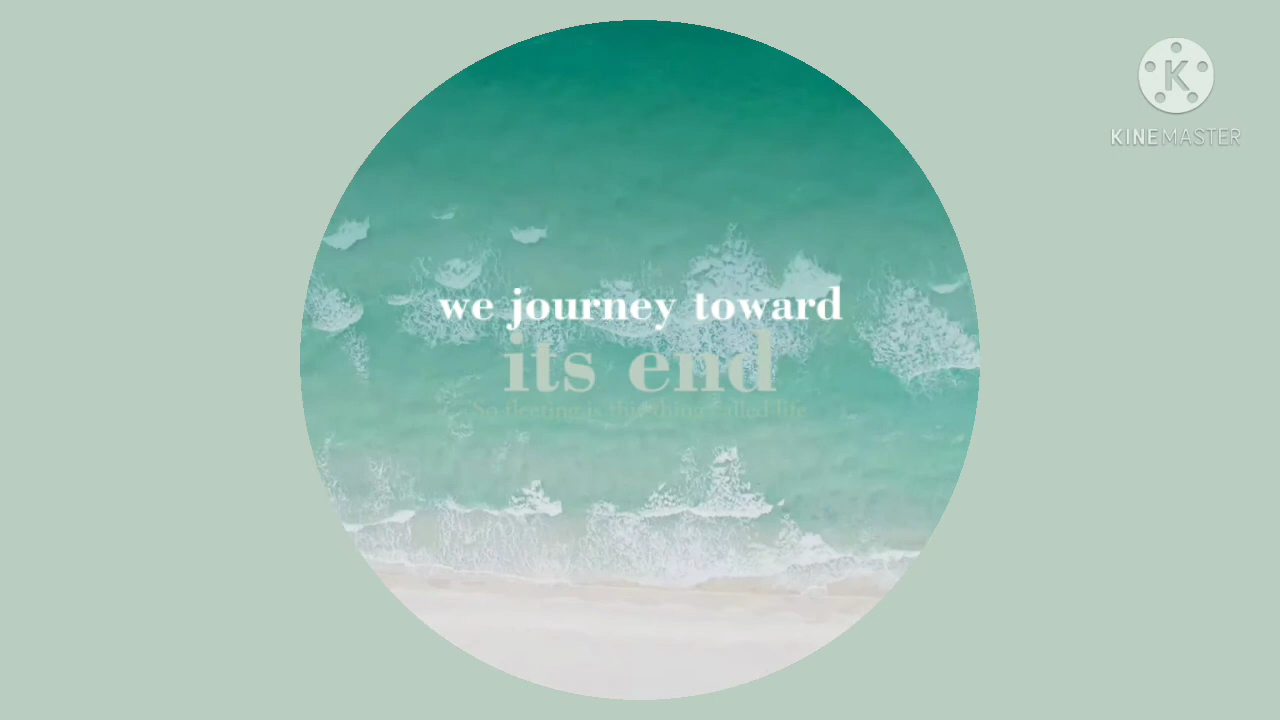 we journey toward
its end
So fleeting is this thing called life
K
KINEMASTER